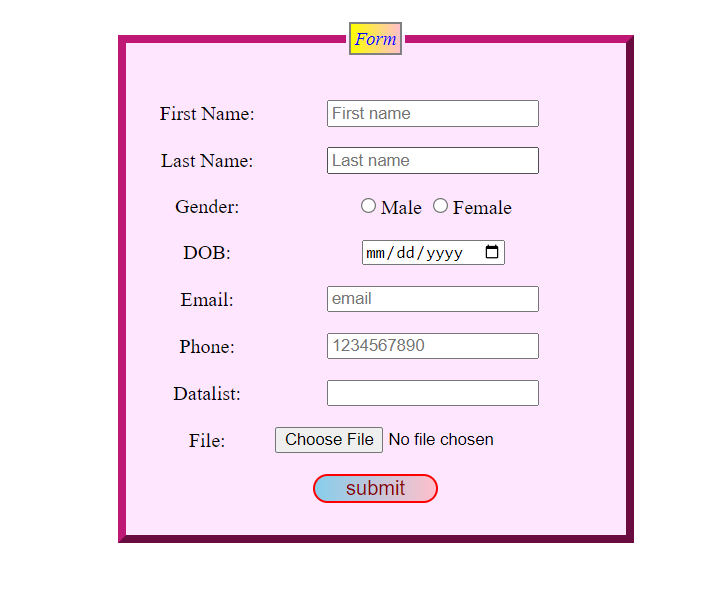 Form
First Name: First name
Last Name: Last name
Gender: Male Female
DOB: mm/dd/yyyy
Email: email
Phone: 1234567890
Datalist:
File: Choose File No file chosen
submit